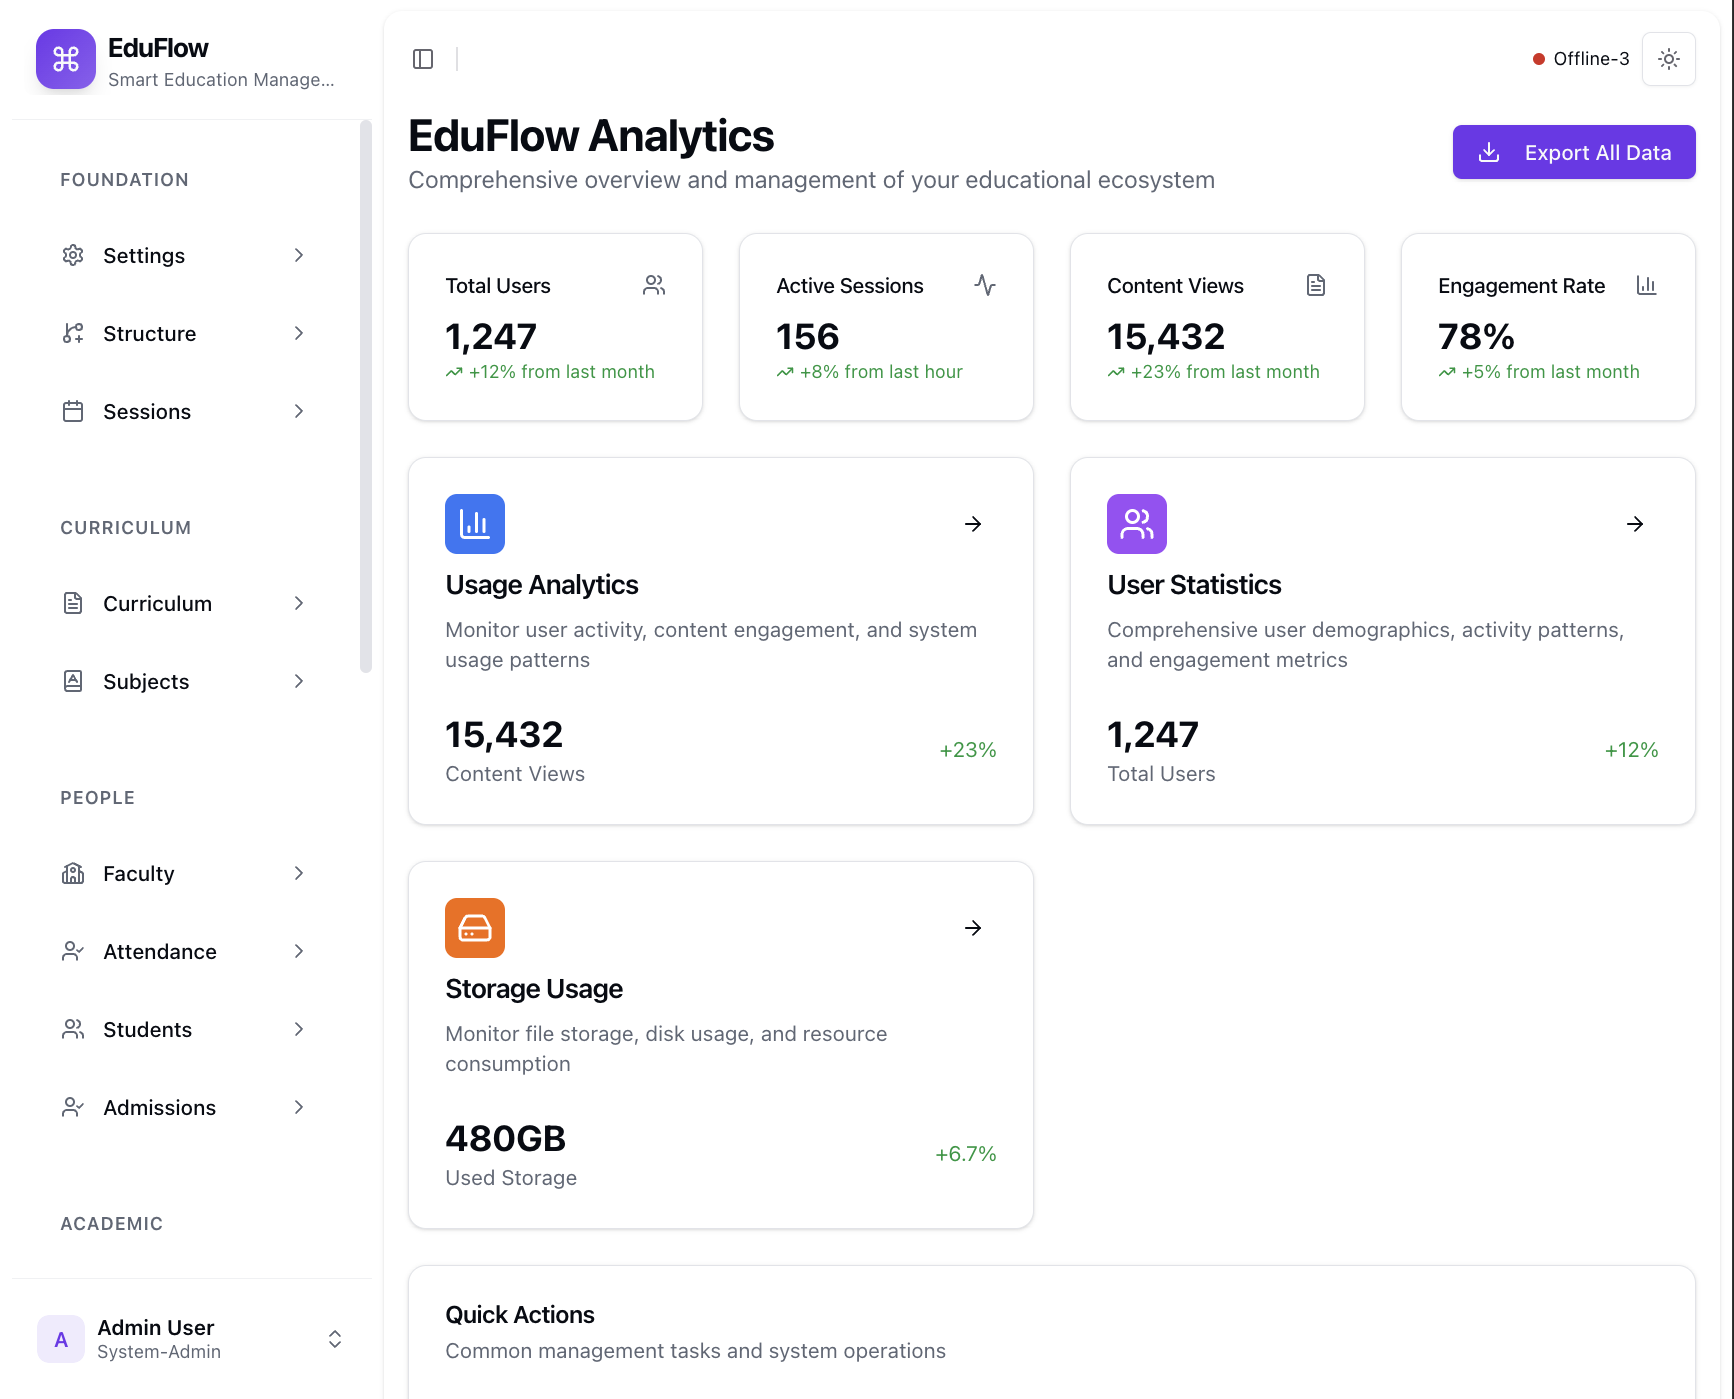 EduFlow
Smart Education Manage...
FOUNDATION
Settings
Structure
Sessions
CURRICULUM
Curriculum
Subjects
PEOPLE
Faculty
Attendance
Students
Admissions
ACADEMIC
A
Admin User
System-Admin
Offline-3
EduFlow Analytics
Comprehensive overview and management of your educational ecosystem
Export All Data
Total Users
1,247
+12% from last month
Active Sessions
156
+8% from last hour
Content Views
15,432
+23% from last month
Engagement Rate
78%
+5% from last month
Usage Analytics
Monitor user activity, content engagement, and system
usage patterns
15,432
Content Views
+23%
User Statistics
Comprehensive user demographics, activity patterns,
and engagement metrics
1,247
Total Users
+12%
Storage Usage
Monitor file storage, disk usage, and resource
consumption
480GB
Used Storage
+6.7%
Quick Actions
Common management tasks and system operations